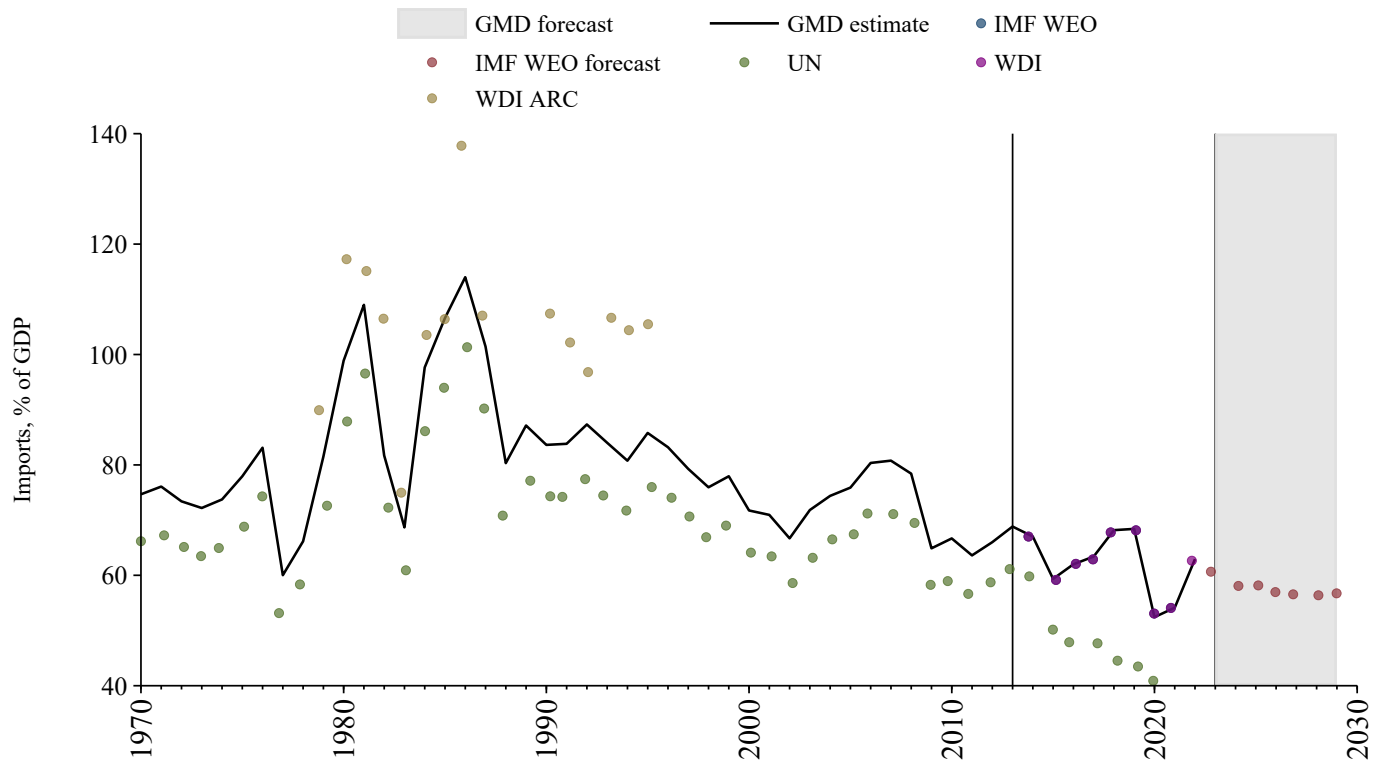 GMD forecast GMD estimate IMF WEO
IMF WEO forecast UN WDI
WDI ARC
Imports, % of GDP
140
120
100
80
60
40
1970 1980 1990 2000 2010 2020 2030